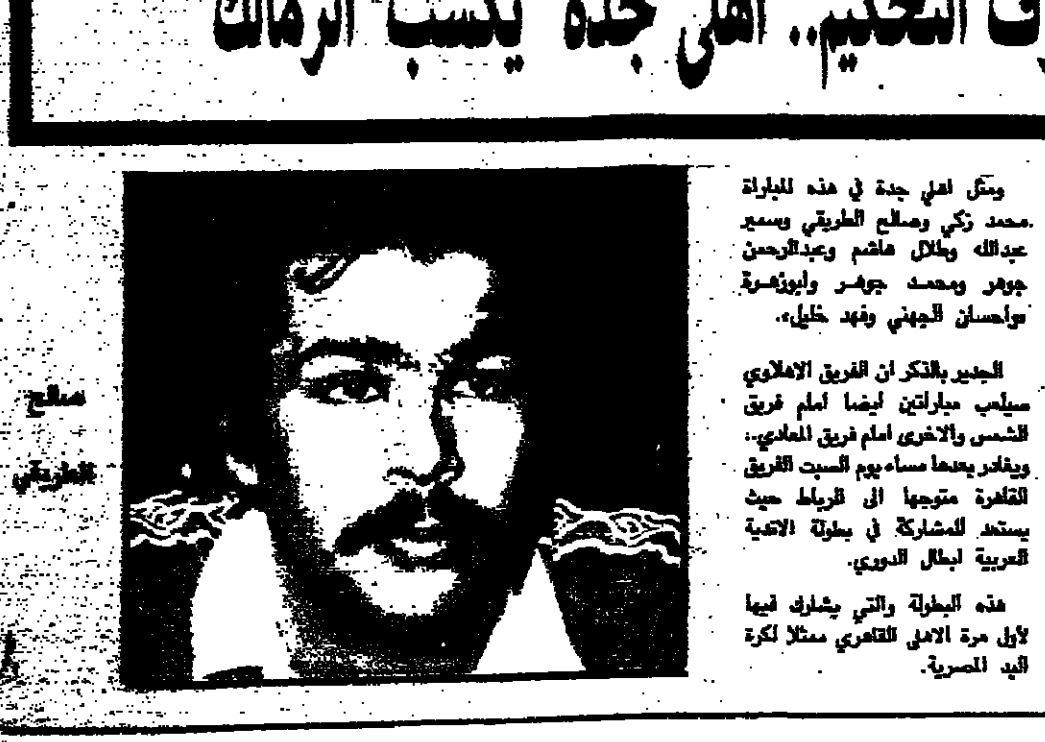 ف التحكيم.. أهلي جدة يكسب الزمالك
ومثل اهلي جدة في هذه المباراة
محمد زكي وصالح الطريقي وسمير
عبدالله وطلال هاشم وعبدالرحمن
جوهر ومحمد جوهر وابوزهرة
«واحسان الجهني وفهد خليل».
الجدير بالذكر ان الفريق الاهلاوي
سيلعب مباراتين ايضا امام فريق
الشمس والاخرى امام فريق المعادي..
ويغادر بعدها مساء يوم السبت الفريق
القاهرة متوجها الى الرباط حيث
يستعد للمشاركة في بطولة الاندية
العربية لبطال الدوري.
هذه البطولة والتي يشارك فيها
لأول مرة الاهلى القاهري ممثلا لكرة
اليد المصرية.
صالح
الطريقي